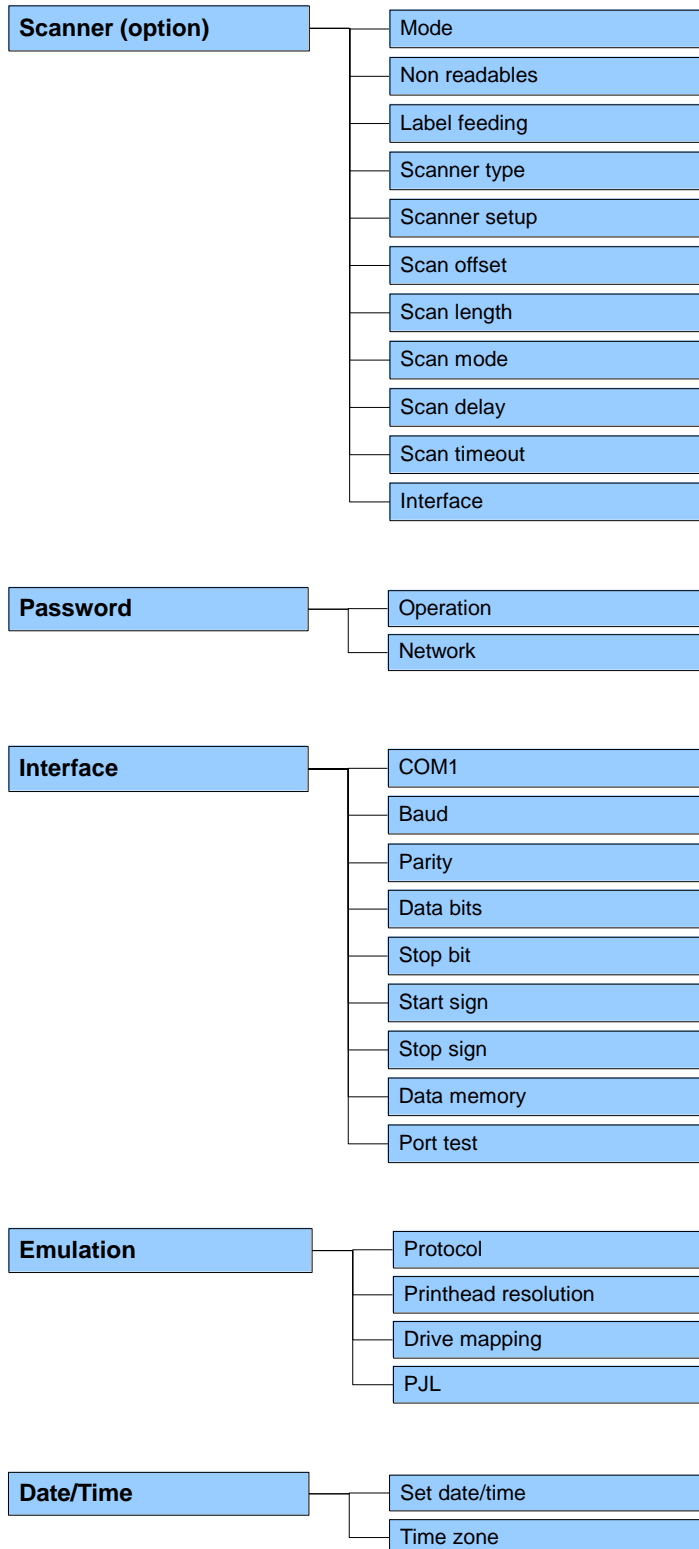 Scanner (option)
Mode
Non readables
Label feeding
Scanner type
Scanner setup
Scan offset
Scan length
Scan mode
Scan delay
Scan timeout
Interface
Password
Operation
Network
Interface
COM1
Baud
Parity
Data bits
Stop bit
Start sign
Stop sign
Data memory
Port test
Emulation
Protocol
Printhead resolution
Drive mapping
PJL
Date/Time
Set date/time
Time zone